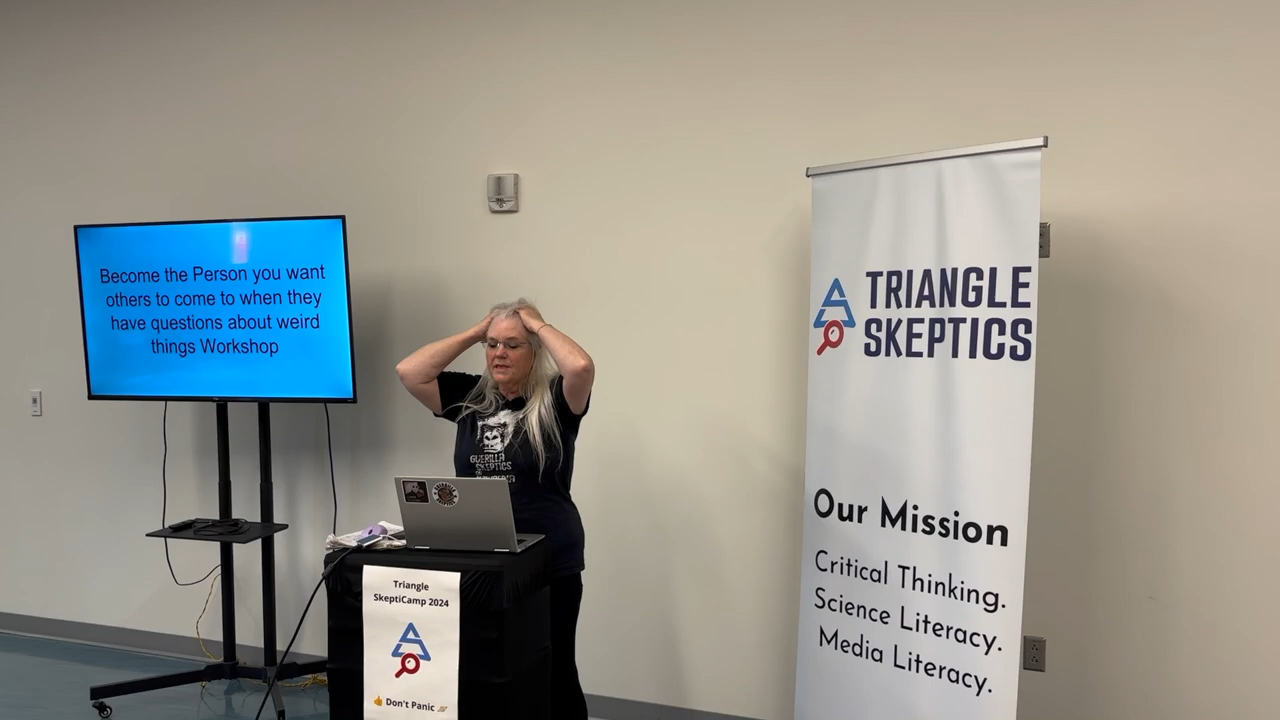 Become the Person you want
others to come to when they
have questions about weird
things Workshop
GUERILLA
SKEPTICS
Triangle
SkeptiCamp 2024
👍 Don't Panic 🪐
TRIANGLE
SKEPTICS
Our Mission
Critical Thinking.
Science Literacy.
Media Literacy.